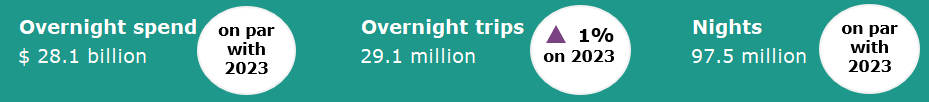 Overnight spend
$ 28.1 billion
on par
with
2023
Overnight trips
29.1 million
1%
on 2023
Nights
97.5 million
on par
with
2023